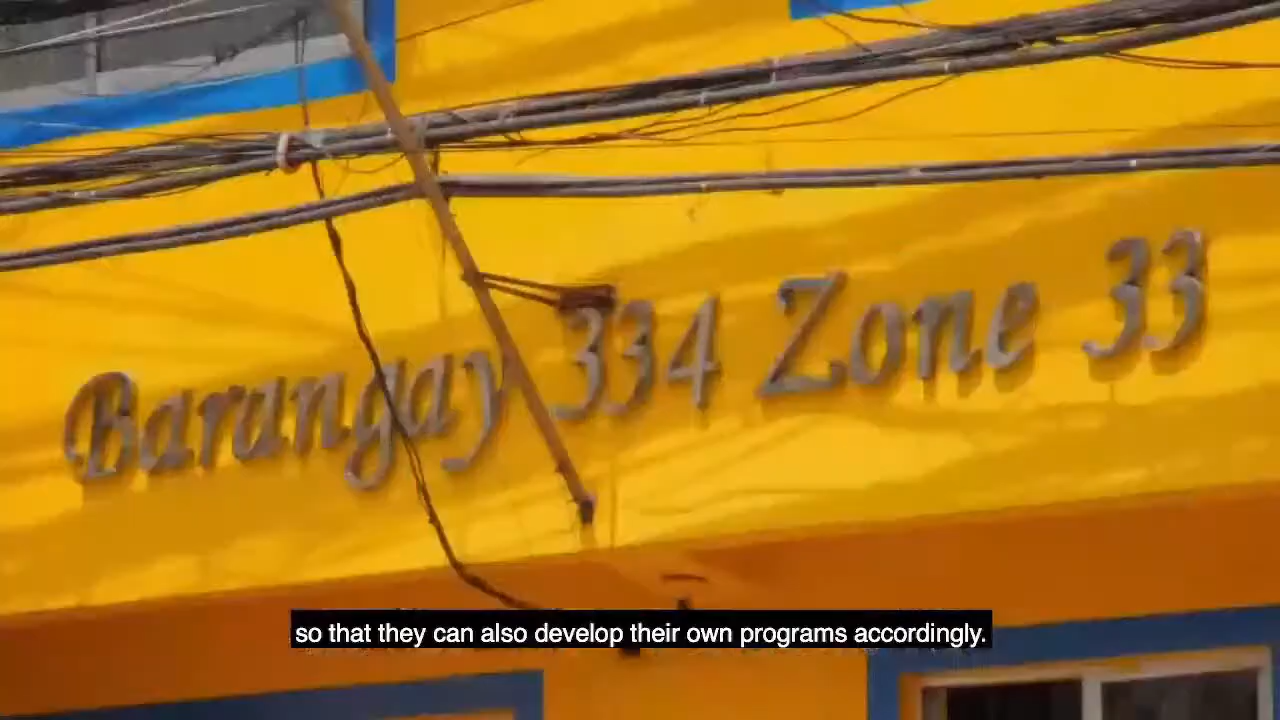 Barangay 334 Zone 33
so that they can also develop their own programs accordingly.